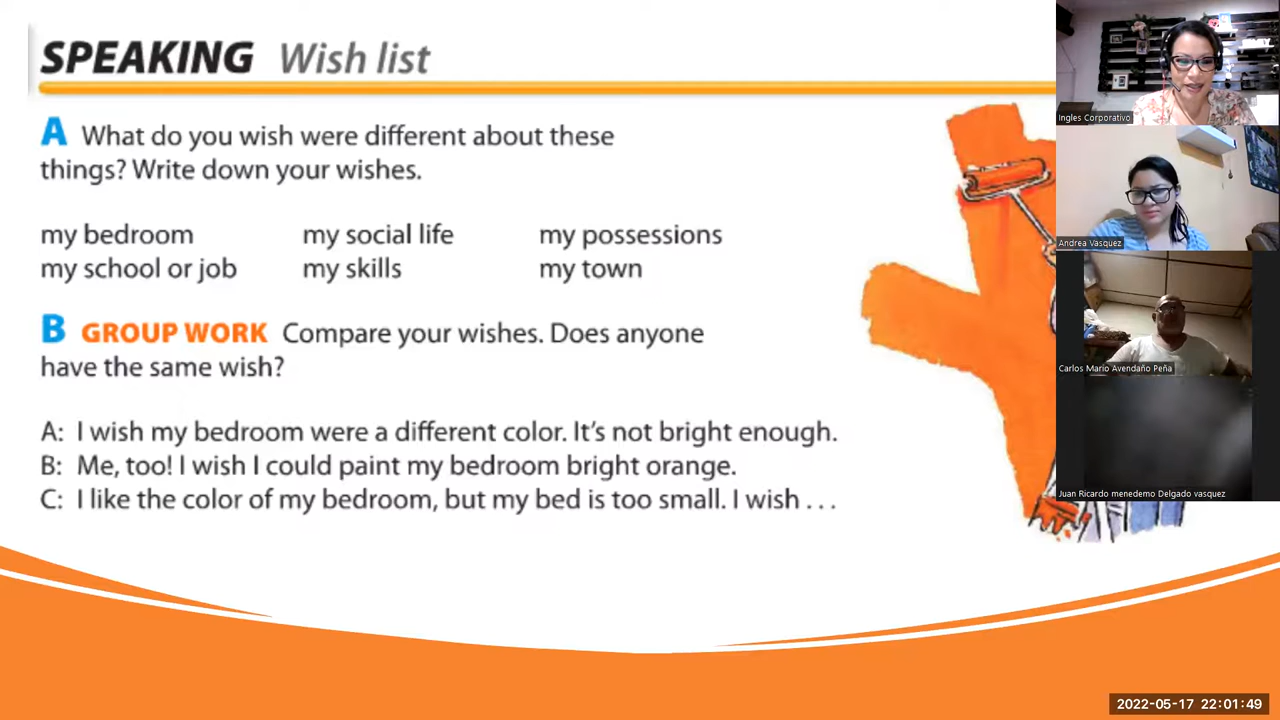 SPEAKING Wish list
A What do you wish were different about these
things? Write down your wishes.
my bedroom my social life my possessions
my school or job my skills my town
B GROUP WORK Compare your wishes. Does anyone
have the same wish?
A: I wish my bedroom were a different color. It's not bright enough.
B: Me, too! I wish I could paint my bedroom bright orange.
C: I like the color of my bedroom, but my bed is too small. I wish . . .
Ingles Corporativo
Andrea Vasquez
Carlos Mario Avendaño Peña
Juan Ricardo menedemo Delgado vasquez
2022-05-17 22:01:49